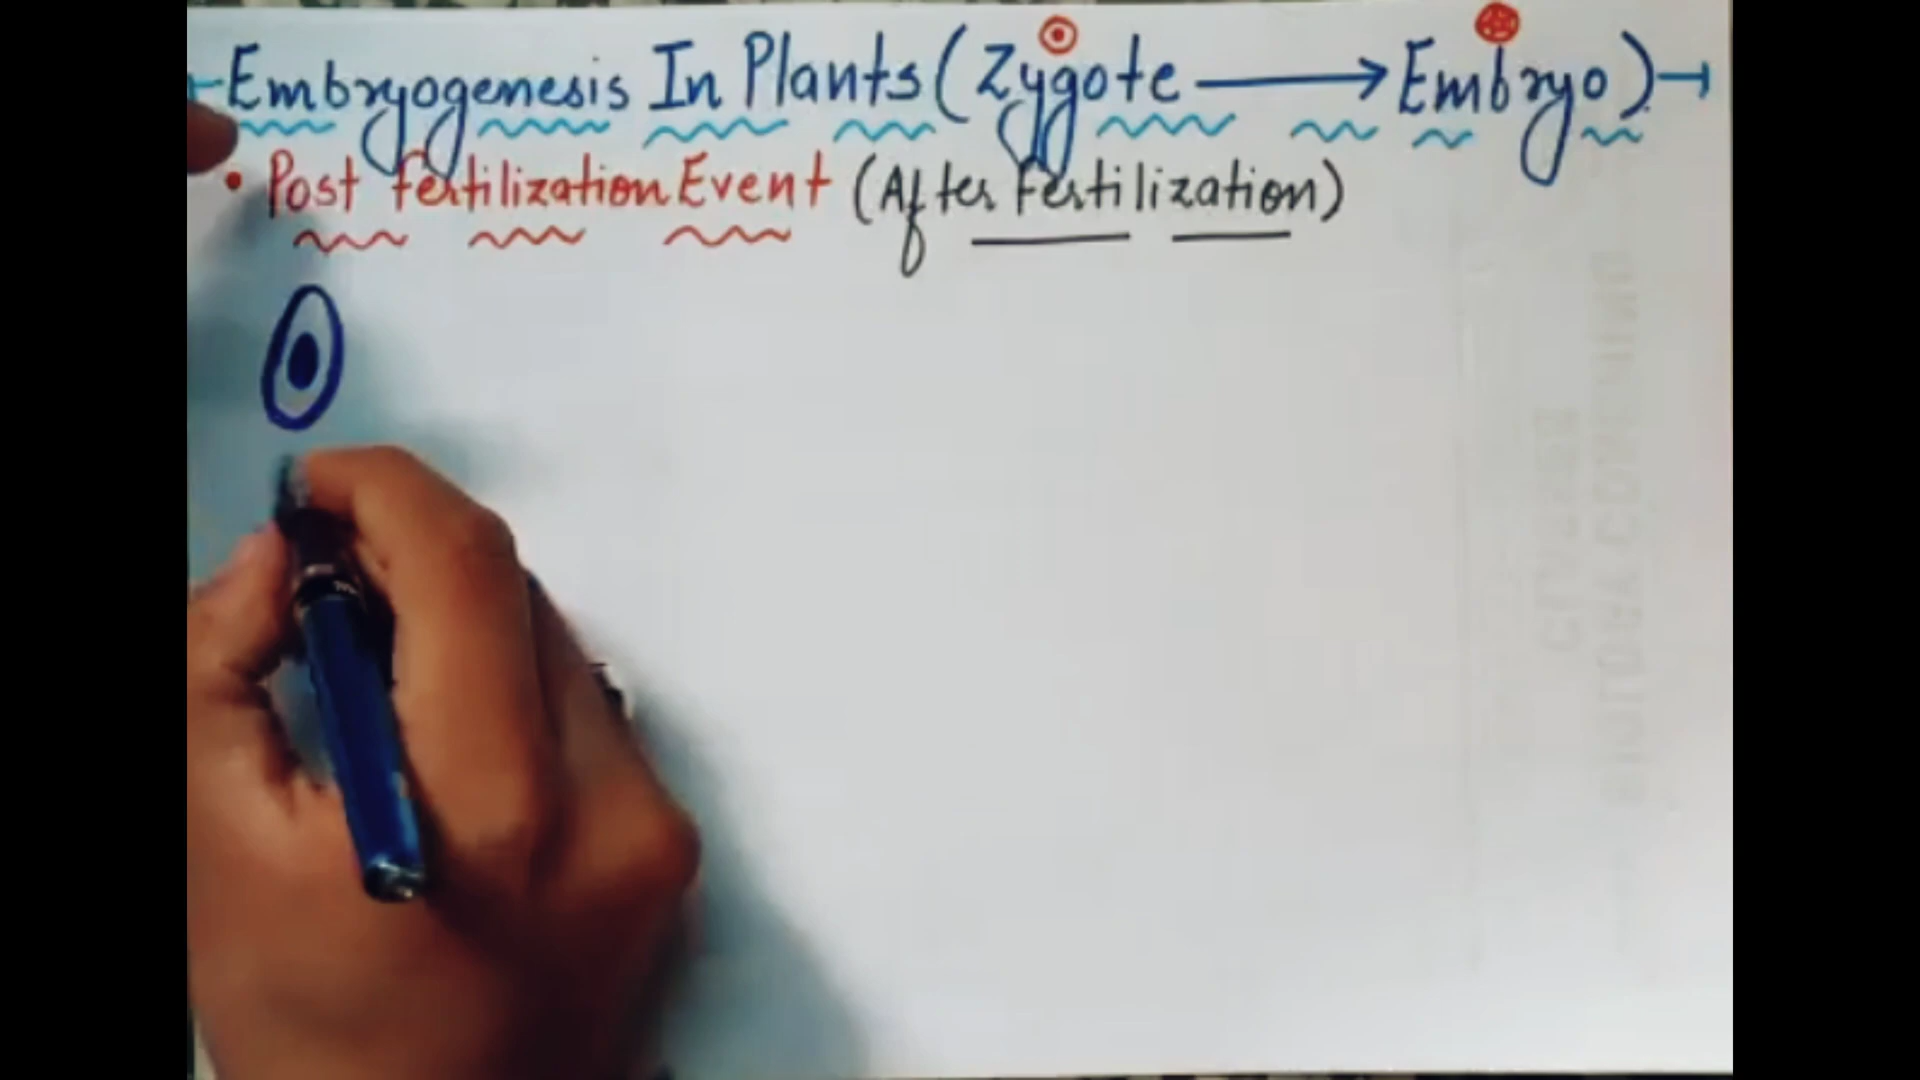 Embryogenesis In Plants (Zygote → Embryo)
• Post fertilization Event (After Fertilization)